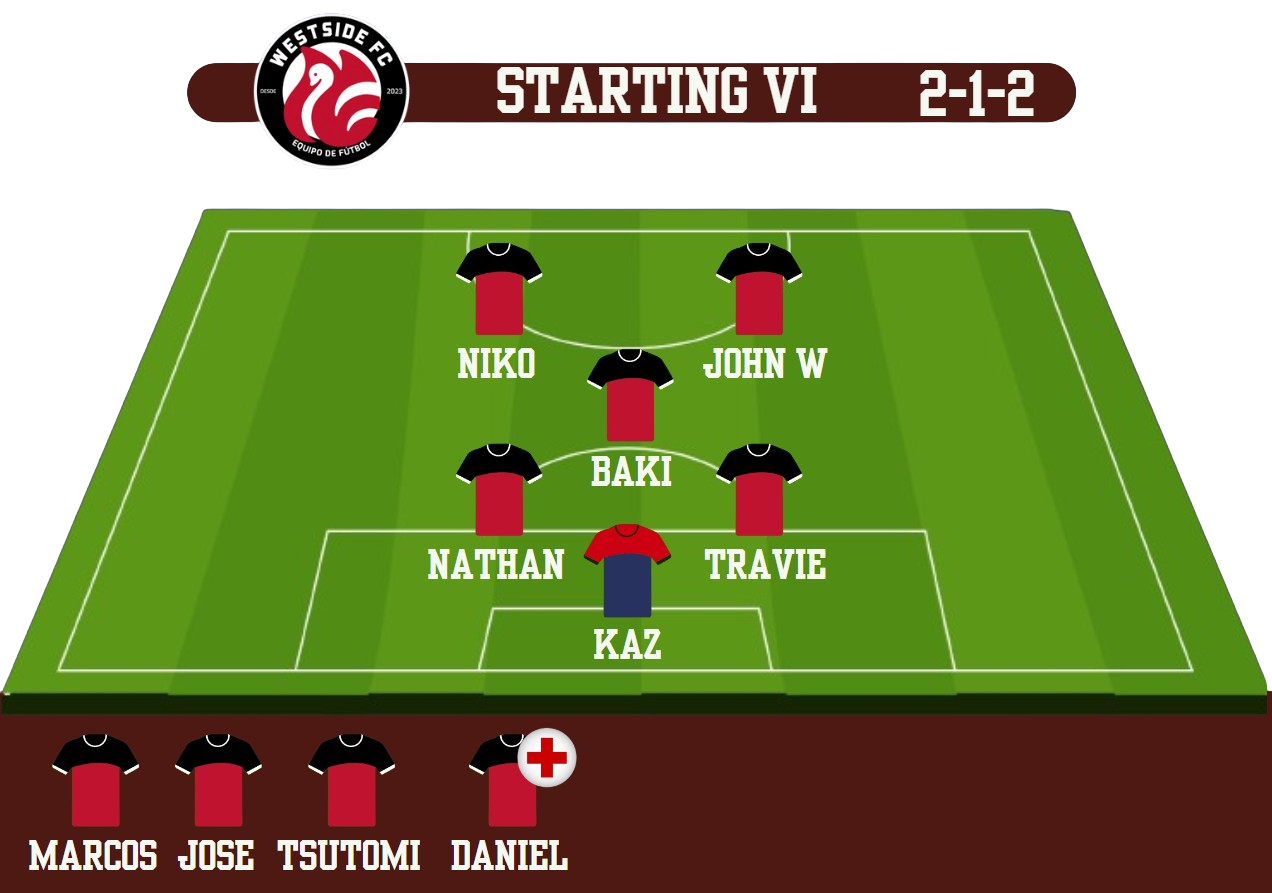 WESTSIDE FC
DESDE 2023
EQUIPO DE FÚTBOL
STARTING VI 2-1-2
NIKO JOHN W
BAKI
NATHAN TRAVIE
KAZ
MARCOS JOSE TSUTOMI DANIEL